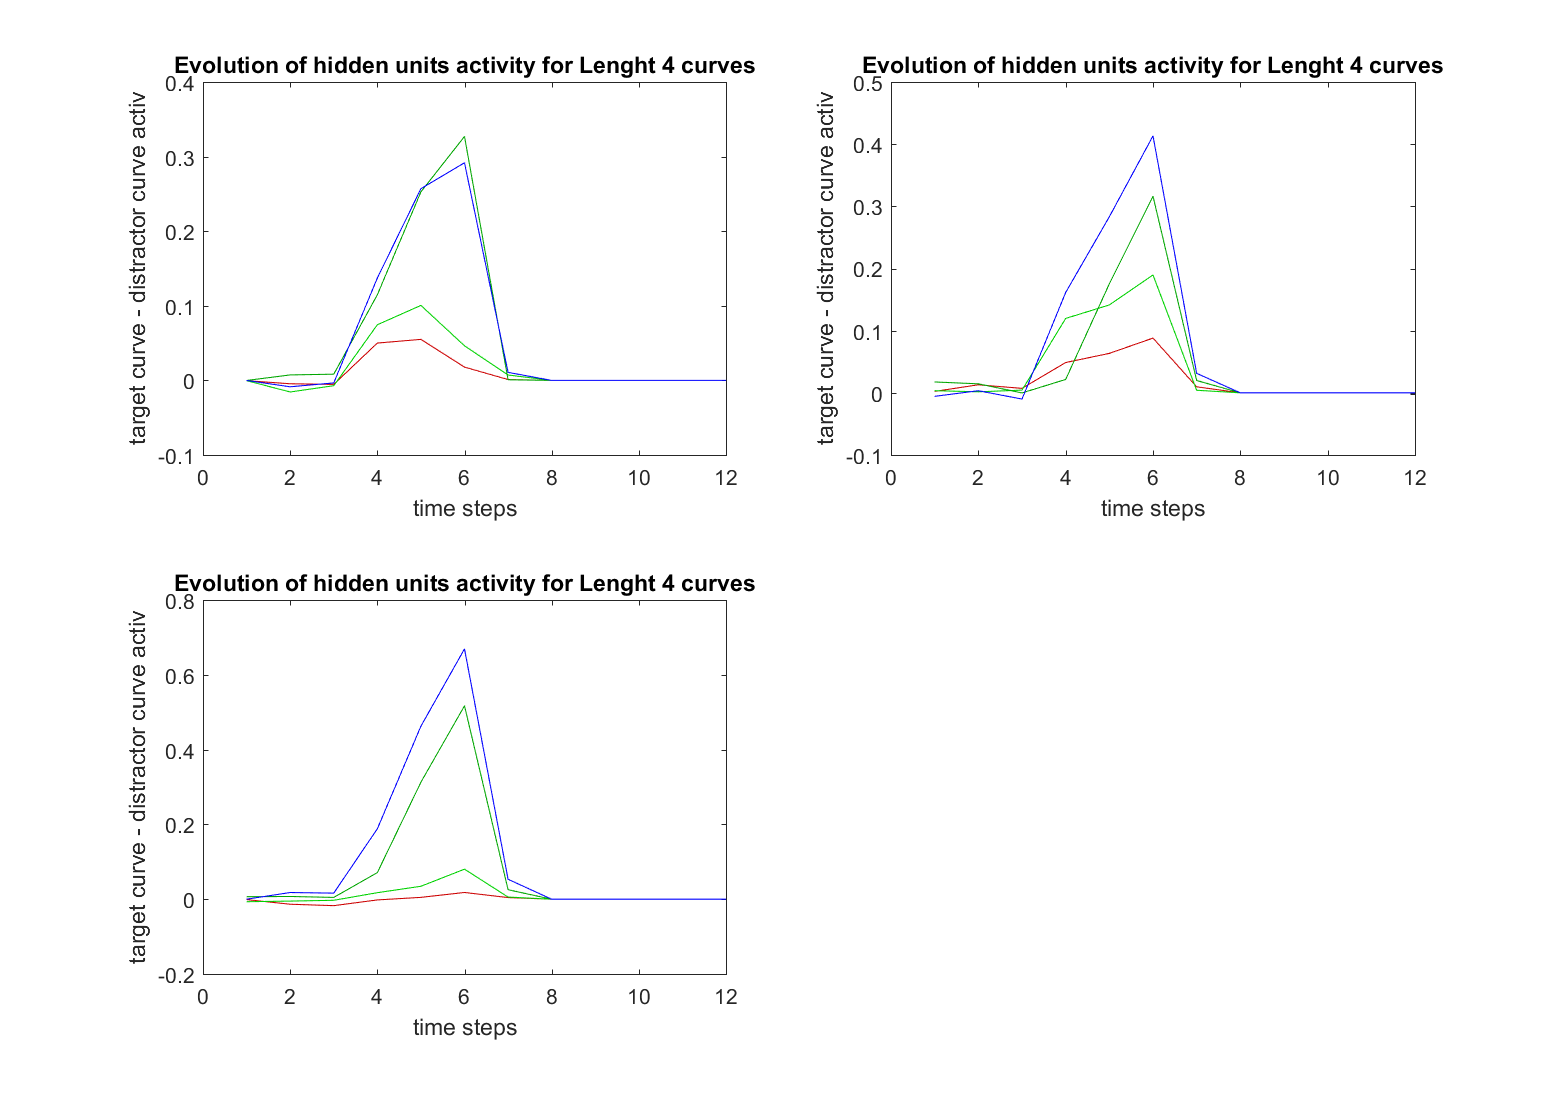 Evolution of hidden units activity for Lenght 4 curves
target curve - distractor curve activ
0.4
0.3
0.2
0.1
0
-0.1
0 2 4 6 8 10 12
time steps
Evolution of hidden units activity for Lenght 4 curves
target curve - distractor curve activ
0.5
0.4
0.3
0.2
0.1
0
-0.1
0 2 4 6 8 10 12
time steps
Evolution of hidden units activity for Lenght 4 curves
target curve - distractor curve activ
0.8
0.6
0.4
0.2
0
-0.2
0 2 4 6 8 10 12
time steps